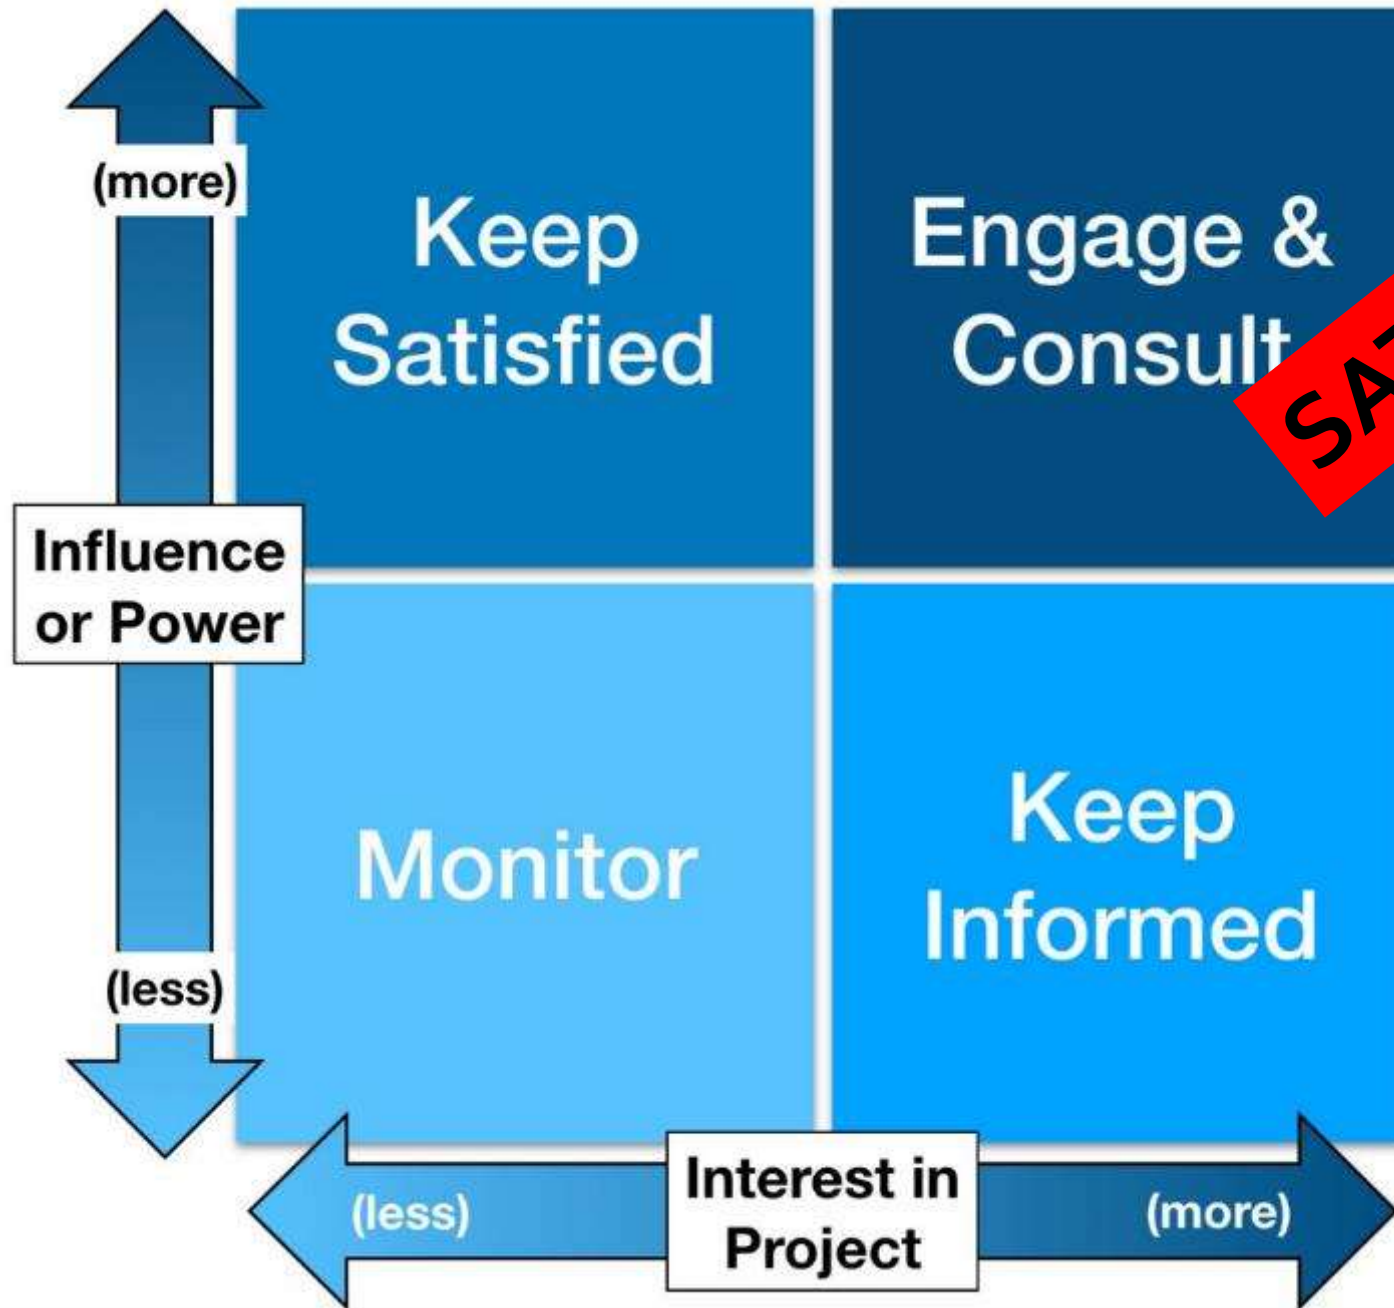 (more)
Keep
Satisfied
Engage &
Consult
Influence
or Power
Monitor
Keep
Informed
(less)
(less)
Interest in
Project
(more)